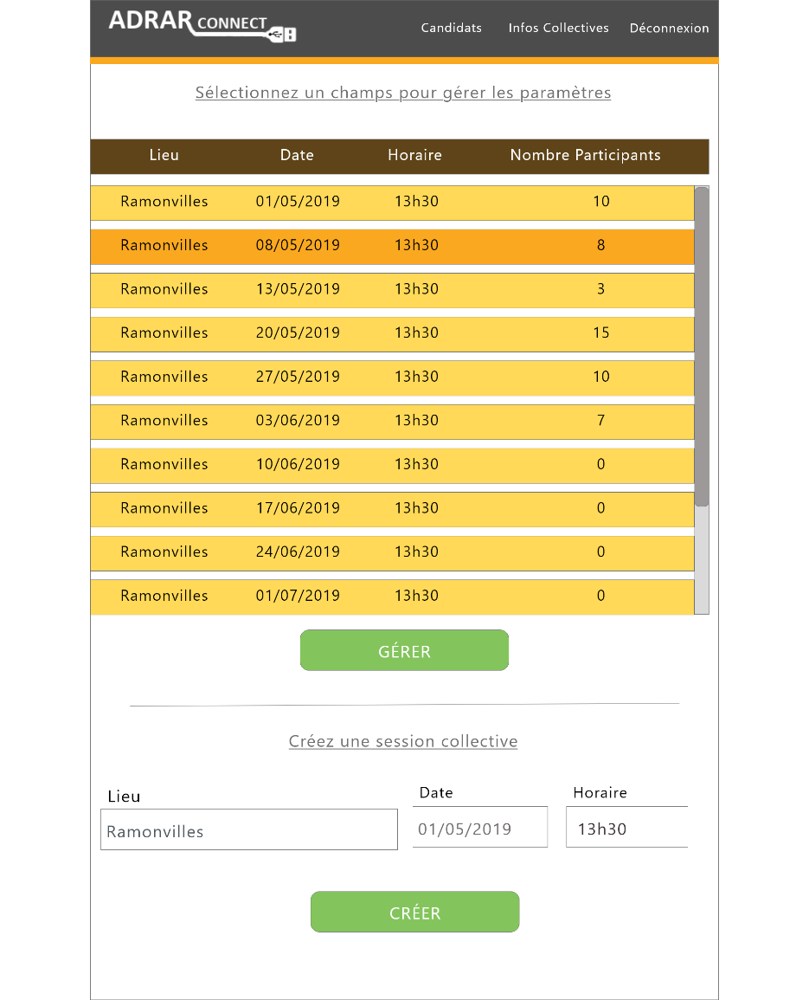 ADRAR CONNECT
Candidats Infos Collectives Déconnexion
Sélectionnez un champs pour gérer les paramètres
Lieu Date Horaire Nombre Participants
Ramonvilles 01/05/2019 13h30 10
Ramonvilles 08/05/2019 13h30 8
Ramonvilles 13/05/2019 13h30 3
Ramonvilles 20/05/2019 13h30 15
Ramonvilles 27/05/2019 13h30 10
Ramonvilles 03/06/2019 13h30 7
Ramonvilles 10/06/2019 13h30 0
Ramonvilles 17/06/2019 13h30 0
Ramonvilles 24/06/2019 13h30 0
Ramonvilles 01/07/2019 13h30 0
GÉRER
Créez une session collective
Lieu Date Horaire
Ramonvilles 01/05/2019 13h30
CRÉER